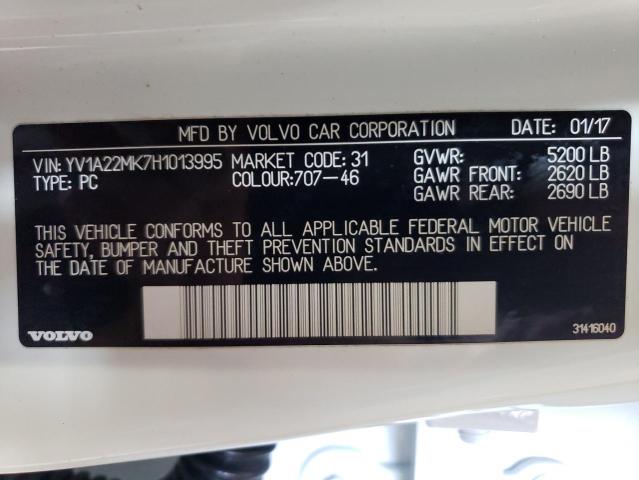 MFD BY VOLVO CAR CORPORATION DATE: 01/17
VIN: YV1A22MK7H1013995 MARKET CODE: 31 GVWR: 5200 LB
TYPE: PC COLOUR:707-46 GAWR FRONT: 2620 LB
GAWR REAR: 2690 LB
THIS VEHICLE CONFORMS TO ALL APPLICABLE FEDERAL MOTOR VEHICLE
SAFETY, BUMPER AND THEFT PREVENTION STANDARDS IN EFFECT ON
THE DATE OF MANUFACTURE SHOWN ABOVE.
VOLVO 31416040